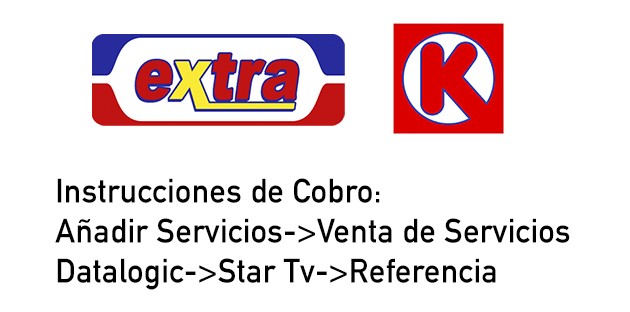 extra
K
Instrucciones de Cobro:
Añadir Servicios->Venta de Servicios
Datalogic->Star Tv->Referencia